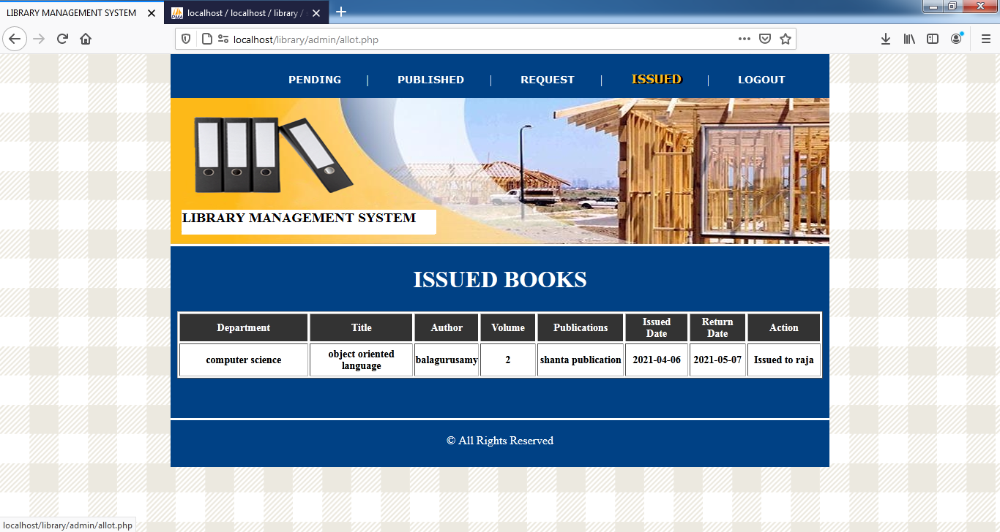 LIBRARY MANAGEMENT SYSTEM
localhost / localhost / library /
localhost/library/admin/allot.php
PENDING | PUBLISHED | REQUEST | ISSUED | LOGOUT
LIBRARY MANAGEMENT SYSTEM
ISSUED BOOKS
Department Title Author Volume Publications Issued Date Return Date Action
computer science object oriented language balagurusamy 2 shanta publication 2021-04-06 2021-05-07 Issued to raja
© All Rights Reserved
localhost/library/admin/allot.php